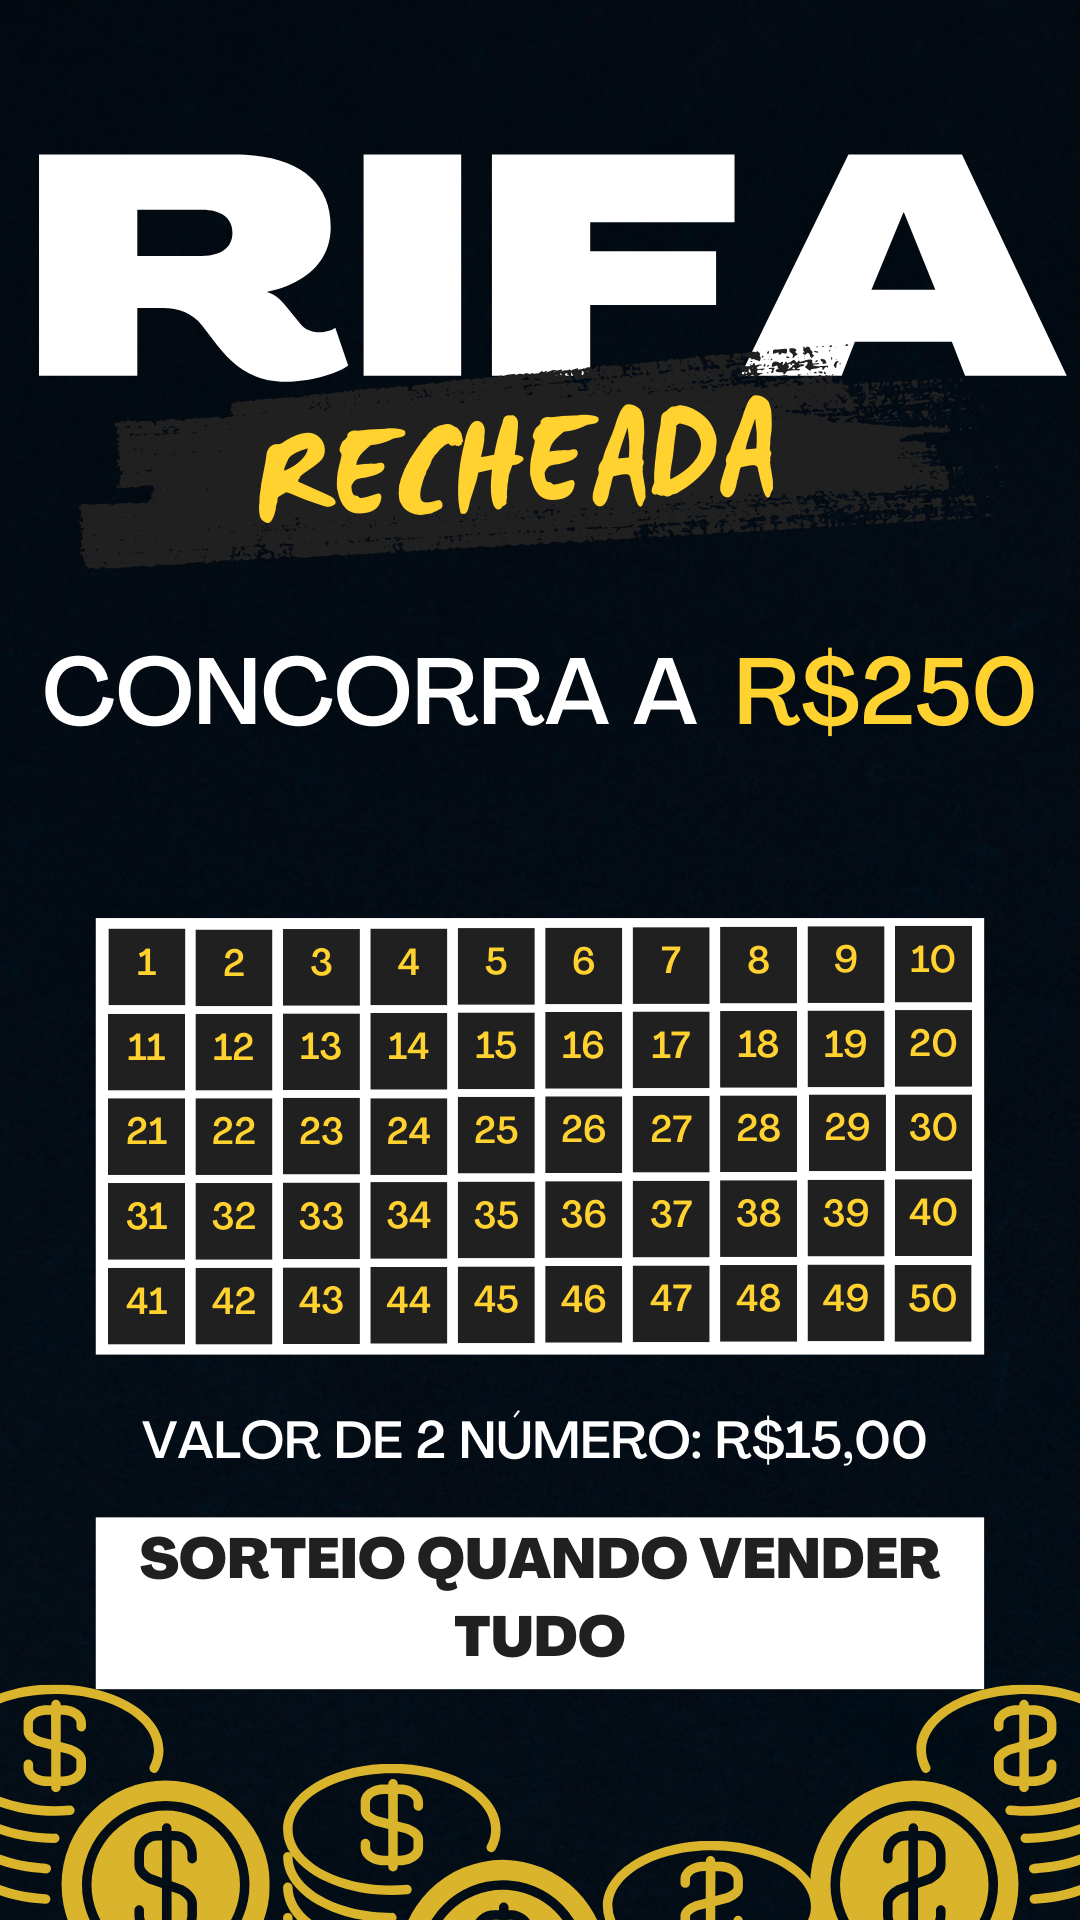 RIFA
RECHEADA
CONCORRA A R$250
1 2 3 4 5 6 7 8 9 10
11 12 13 14 15 16 17 18 19 20
21 22 23 24 25 26 27 28 29 30
31 32 33 34 35 36 37 38 39 40
41 42 43 44 45 46 47 48 49 50
VALOR DE 2 NÚMERO: R$15,00
SORTEIO QUANDO VENDER
TUDO